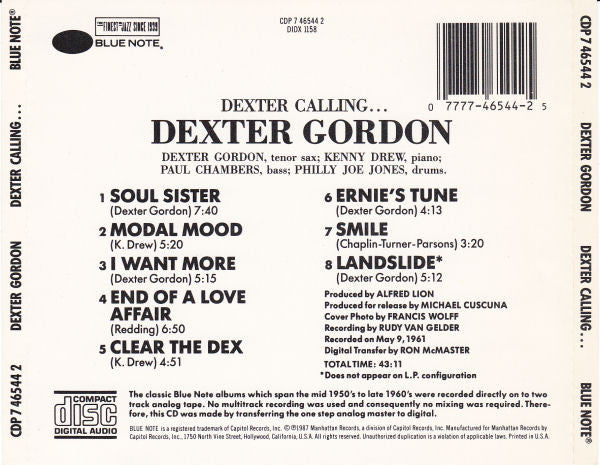 BLUE NOTE®
DEXTER CALLING...
DEXTER GORDON
CDP 7 46544 2
THE FINEST IN JAZZ SINCE 1939
BLUE NOTE.
CDP 7 46544 2
DIDX 1158
0 7777-46544-2 5
DEXTER CALLING...
DEXTER GORDON
DEXTER GORDON, tenor sax; KENNY DREW, piano;
PAUL CHAMBERS, bass; PHILLY JOE JONES, drums.
1 SOUL SISTER
(Dexter Gordon) 7:40
2 MODAL MOOD
(K. Drew) 5:20
3 I WANT MORE
(Dexter Gordon) 5:15
4 END OF A LOVE
AFFAIR
(Redding) 6:50
5 CLEAR THE DEX
(K. Drew) 4:51
6 ERNIE'S TUNE
(Dexter Gordon) 4:13
7 SMILE
(Chaplin-Turner-Parsons) 3:20
8 LANDSLIDE*
(Dexter Gordon) 5:12
Produced by ALFRED LION
Produced for release by MICHAEL CUSCUNA
Cover Photo by FRANCIS WOLFF
Recording by RUDY VAN GELDER
Recorded on May 9, 1961
Digital Transfer by RON McMASTER
TOTAL TIME: 43:11
*Does not appear on L.P. configuration
COMPACT
disc
DIGITAL AUDIO
The classic Blue Note albums which span the mid 1950's to late 1960's were recorded directly on to two
track analog tape. No multitrack recording was used and consequently no mixing was required. There-
fore, this CD was made by transferring the one step analog master to digital.
BLUE NOTE is a registered trademark of Capitol Records, Inc. ©℗1987 Manhattan Records, a division of Capitol Records, Inc. Manufactured for Manhattan Records by
Capitol Records, Inc., 1750 North Vine Street, Hollywood, California, U.S.A. All rights reserved. Unauthorized duplication is a violation of applicable laws. Printed in U.S.A.
CDP 7 46544 2
DEXTER GORDON
DEXTER CALLING...
BLUE NOTE®